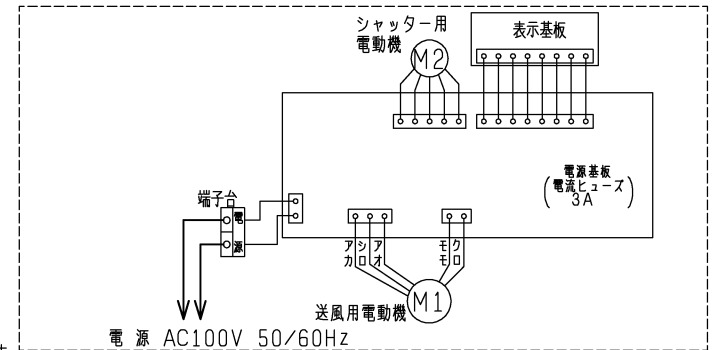 シャッター用
電動機
M2
表示基板
電源基板
(電流ヒューズ)
3A
端子台
電
源
アカ
シロ
アオ
モモ
クロ
送風用電動機
M1
電 源 AC100V 50/60Hz